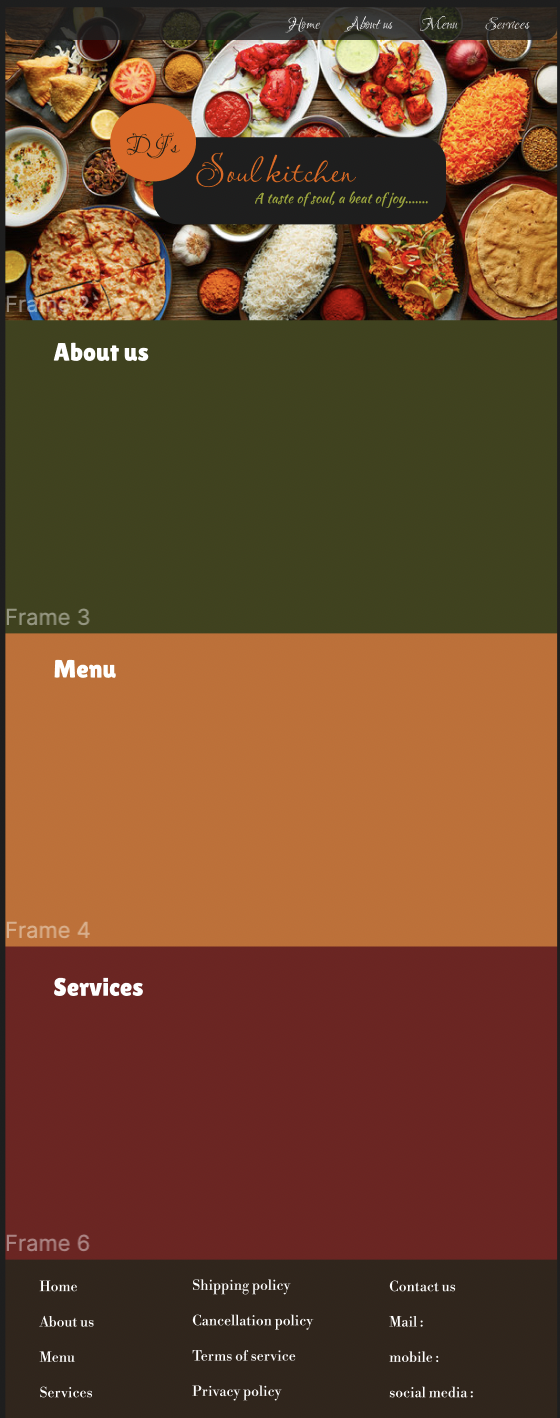 Home About us Menu Services
DJ's
Soul kitchen
A taste of soul, a beat of joy.......
Frame 2
About us
Frame 3
Menu
Frame 4
Services
Frame 6
Home Shipping policy Contact us
About us Cancellation policy Mail :
Menu Terms of service mobile :
Services Privacy policy social media :